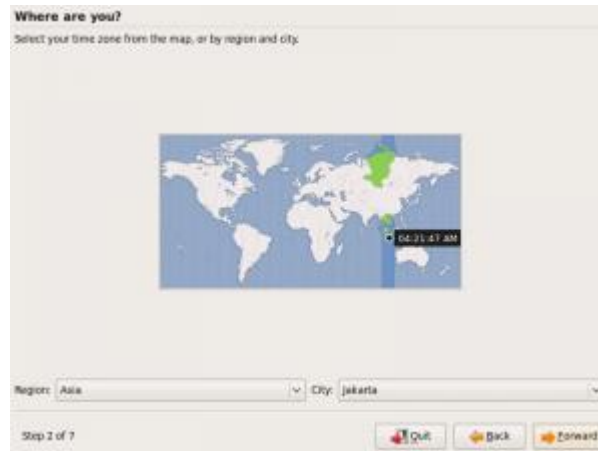 Where are you?
Select your time zone from the map, or by region and city.
04:21:47 AM
Region: Asia City: Jakarta
Step 2 of 7 Quit Back Forward